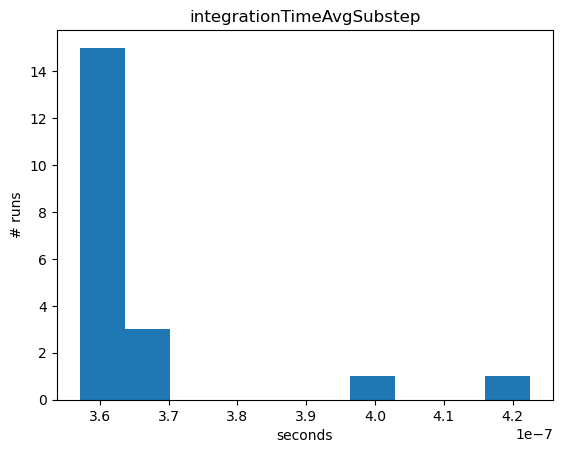 integrationTimeAvgSubstep
# runs
14
12
10
8
6
4
2
0
3.6 3.7 3.8 3.9 4.0 4.1 4.2
1e−7
seconds